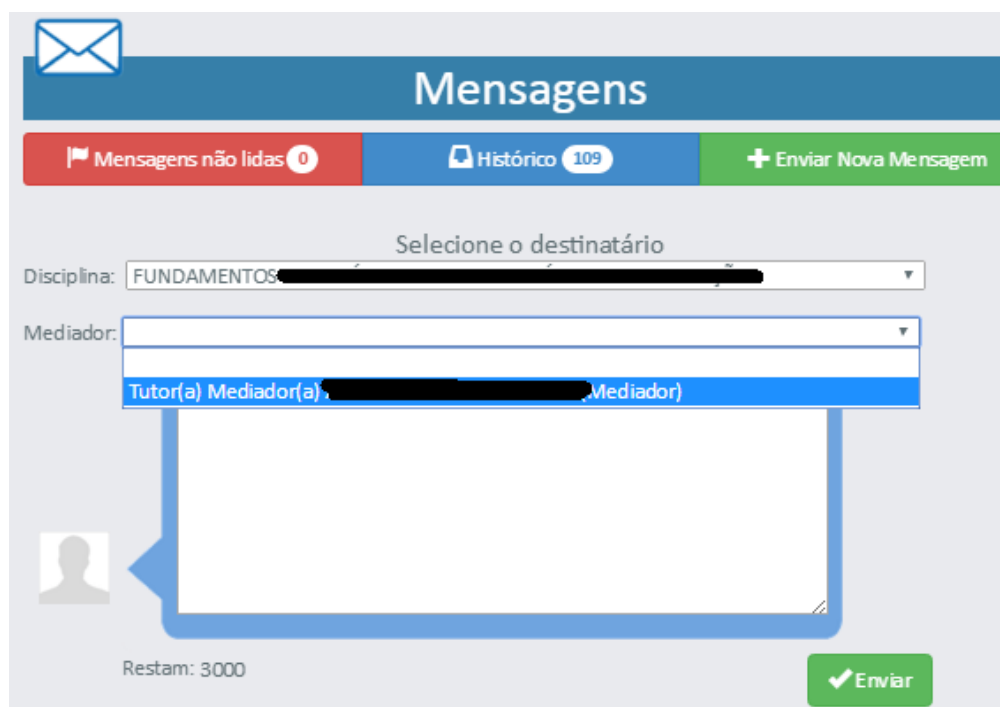 Mensagens
Mensagens não lidas 0
Histórico 109
+ Enviar Nova Mensagem
Selecione o destinatário
Disciplina: FUNDAMENTOS
Mediador:
Tutor(a) Mediador(a) (Mediador)
Restam: 3000
Enviar